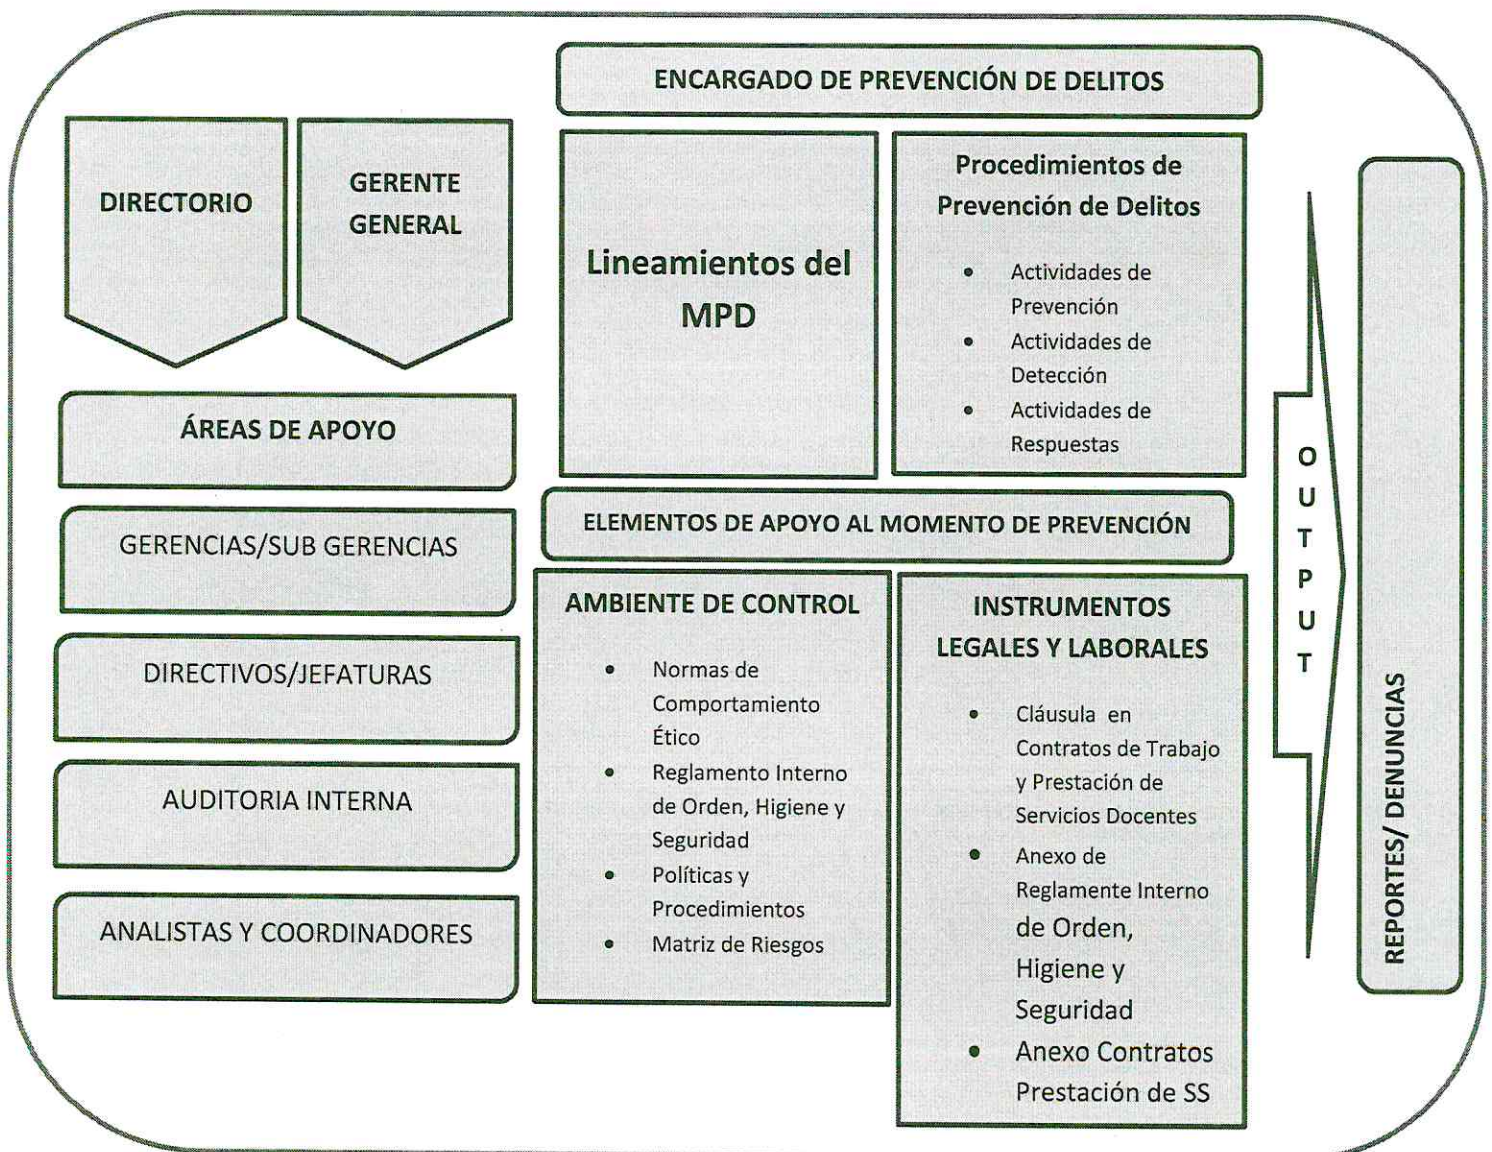 ENCARGADO DE PREVENCIÓN DE DELITOS
DIRECTORIO
GERENTE
GENERAL
ÁREAS DE APOYO
GERENCIAS/SUB GERENCIAS
DIRECTIVOS/JEFATURAS
AUDITORIA INTERNA
ANALISTAS Y COORDINADORES
Lineamientos del
MPD
Procedimientos de
Prevención de Delitos
• Actividades de
Prevención
• Actividades de
Detección
• Actividades de
Respuestas
ELEMENTOS DE APOYO AL MOMENTO DE PREVENCIÓN
AMBIENTE DE CONTROL
• Normas de
Comportamiento
Ético
• Reglamento Interno
de Orden, Higiene y
Seguridad
• Políticas y
Procedimientos
• Matriz de Riesgos
INSTRUMENTOS
LEGALES Y LABORALES
• Cláusula en
Contratos de Trabajo
y Prestación de
Servicios Docentes
• Anexo de
Reglamente Interno
de Orden,
Higiene y
Seguridad
• Anexo Contratos
Prestación de SS
O
U
T
P
U
T
REPORTES/ DENUNCIAS